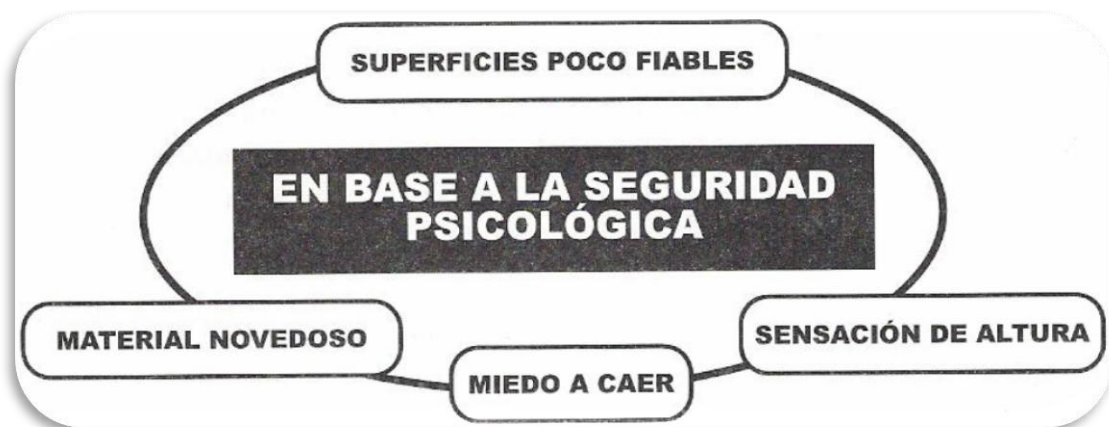 SUPERFICIES POCO FIABLES
EN BASE A LA SEGURIDAD
PSICOLÓGICA
MATERIAL NOVEDOSO
SENSACIÓN DE ALTURA
MIEDO A CAER